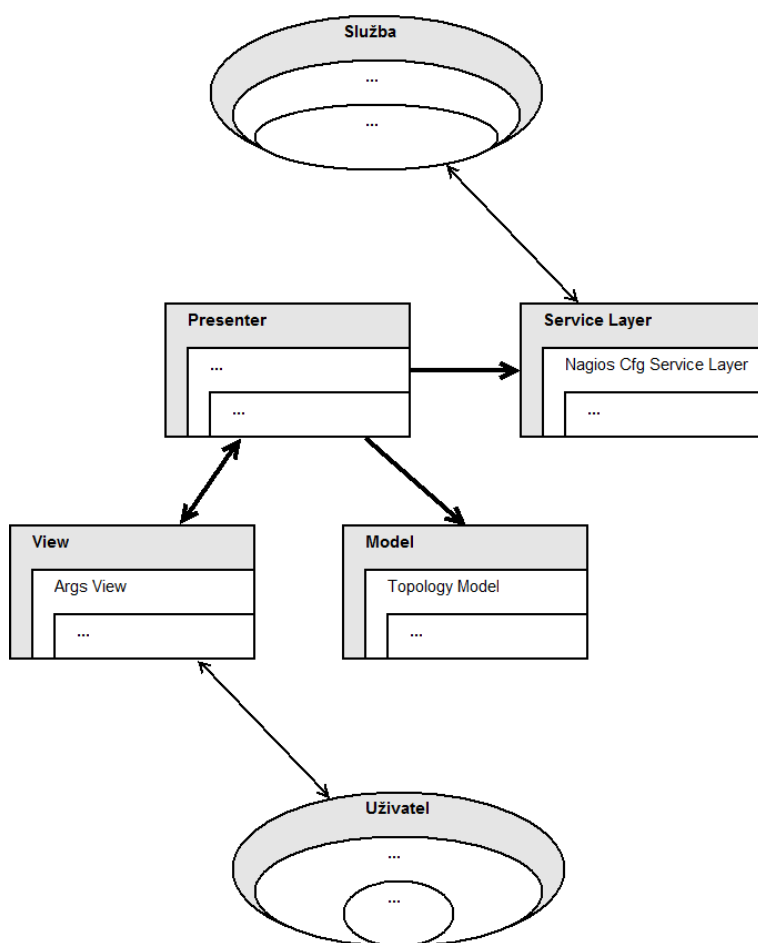 Služba
...
...
Presenter
...
...
Service Layer
Nagios Cfg Service Layer
...
View
Args View
...
Model
Topology Model
...
Uživatel
...
...